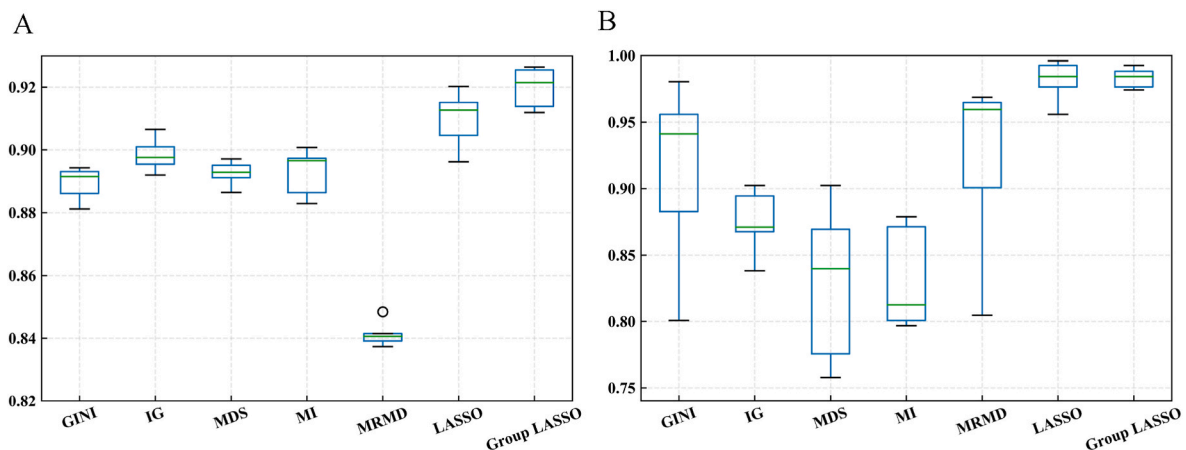 A
0.92
0.90
0.88
0.86
0.84
0.82
GINI
IG
MDS
MI
MRMD
LASSO
Group LASSO
B
1.00
0.95
0.90
0.85
0.80
0.75
GINI
IG
MDS
MI
MRMD
LASSO
Group LASSO